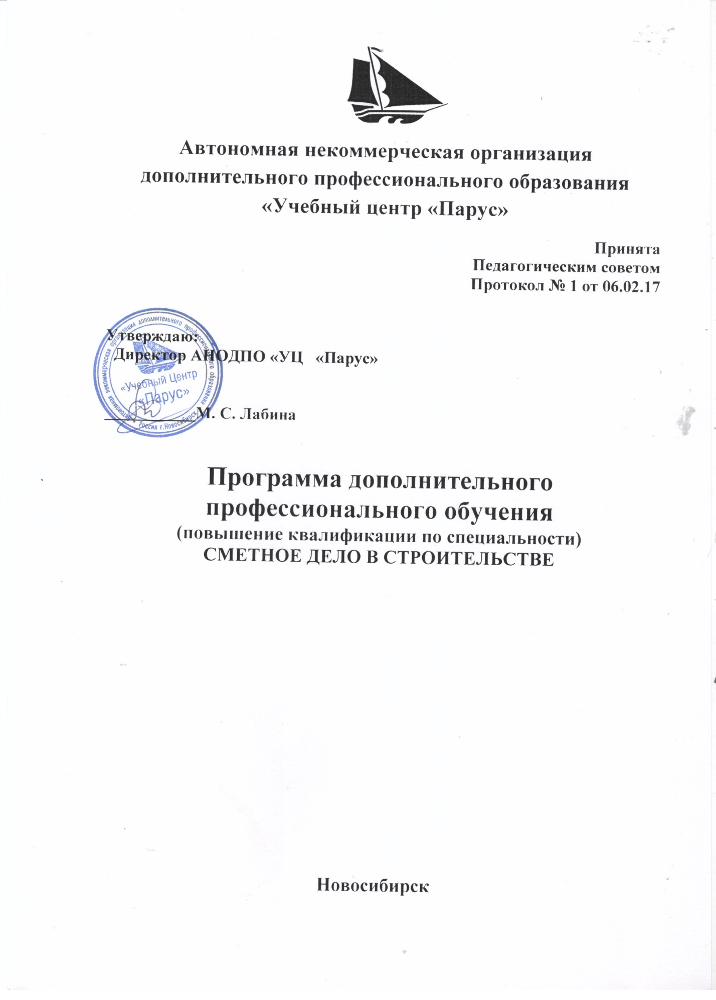 Автономная некоммерческая организация
дополнительного профессионального образования
«Учебный центр «Парус»
Принята
Педагогическим советом
Протокол № 1 от 06.02.17
Утверждаю:
Директор АНОДПО «УЦ «Парус»
____________М. С. Лабина
Автономная некоммерческая организация дополнительного профессионального образования
«Учебный Центр
«Парус»
Россия г.Новосибирск
Программа дополнительного
профессионального обучения
(повышение квалификации по специальности)
СМЕТНОЕ ДЕЛО В СТРОИТЕЛЬСТВЕ
Новосибирск